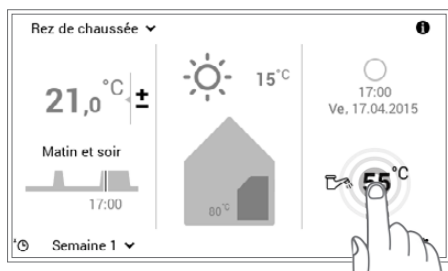 Rez de chaussée
21,0 °C ±
15°C
17:00
Ve, 17.04.2015
Matin et soir
17:00
80 °C
55 °C
Semaine 1